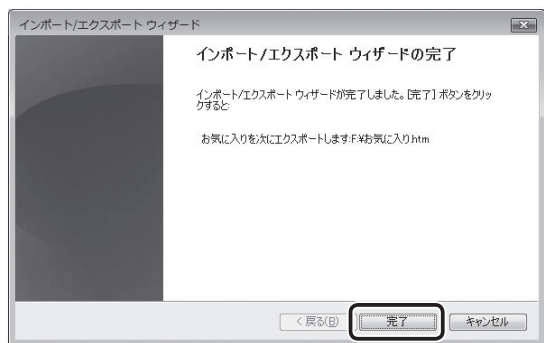 インポート/エクスポート ウィザード
インポート/エクスポート ウィザードの完了
インポート/エクスポート ウィザードが完了しました。[完了] ボタンをクリッ
クすると:
お気に入りを次にエクスポートします:F:¥お気に入り.htm
< 戻る(B)
完了
キャンセル